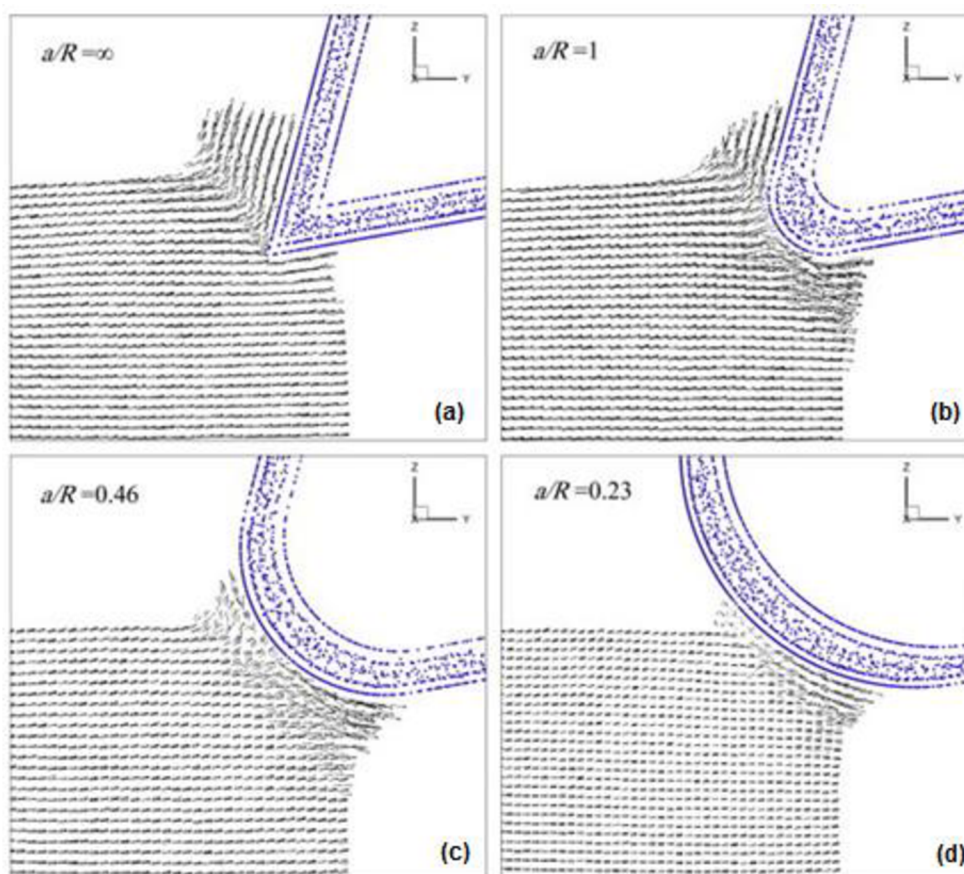 a/R =∞
Z
X
Y
(a)
a/R =1
Z
X
Y
(b)
a/R =0.46
Z
X
Y
(c)
a/R =0.23
Z
X
Y
(d)